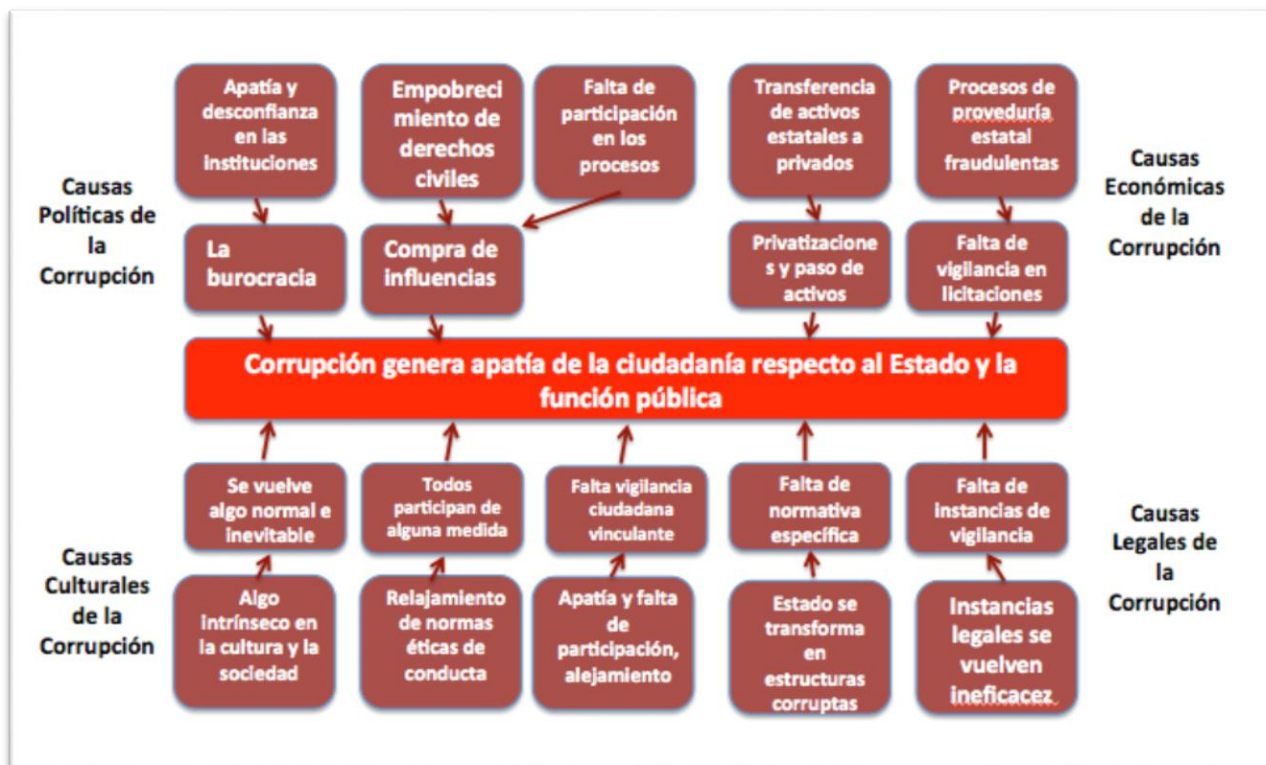 Causas
Políticas de
la
Corrupción
Apatía y
desconfianza
en las
instituciones
Empobreci
miento de
derechos
civiles
Falta de
participación
en los
procesos
Transferencia
de activos
estatales a
privados
Procesos de
proveduría
estatal
fraudulentas
Causas
Económicas
de la
Corrupción
La
burocracia
Compra de
influencias
Privatizacione
s y paso de
activos
Falta de
vigilancia en
licitaciones
Corrupción genera apatía de la ciudadanía respecto al Estado y la
función pública
Causas
Culturales
de la
Corrupción
Se vuelve
algo normal e
inevitable
Todos
participan de
alguna medida
Falta vigilancia
ciudadana
vinculante
Falta de
normativa
específica
Falta de
instancias de
vigilancia
Causas
Legales de
la
Corrupción
Algo
intrínseco en
la cultura y la
sociedad
Relajamiento
de normas
éticas de
conducta
Apatía y falta
de
participación,
alejamiento
Estado se
transforma
en
estructuras
corruptas
Instancias
legales se
vuelven
ineficacez